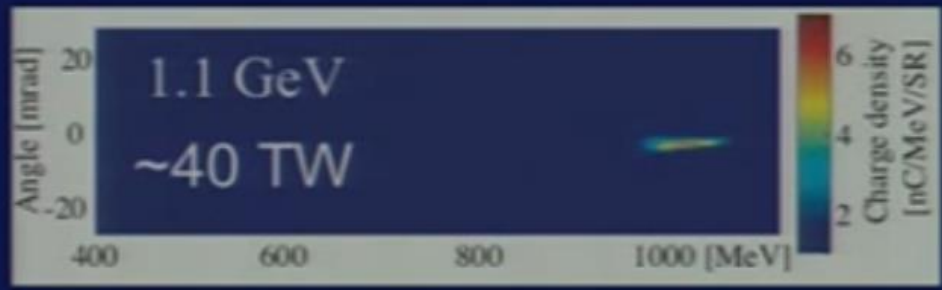 1.1 GeV
~40 TW
Angle [mrad]
20
0
-20
400 600 800 1000 [MeV]
6
4
2
Charge density
[nC/MeV/SR]